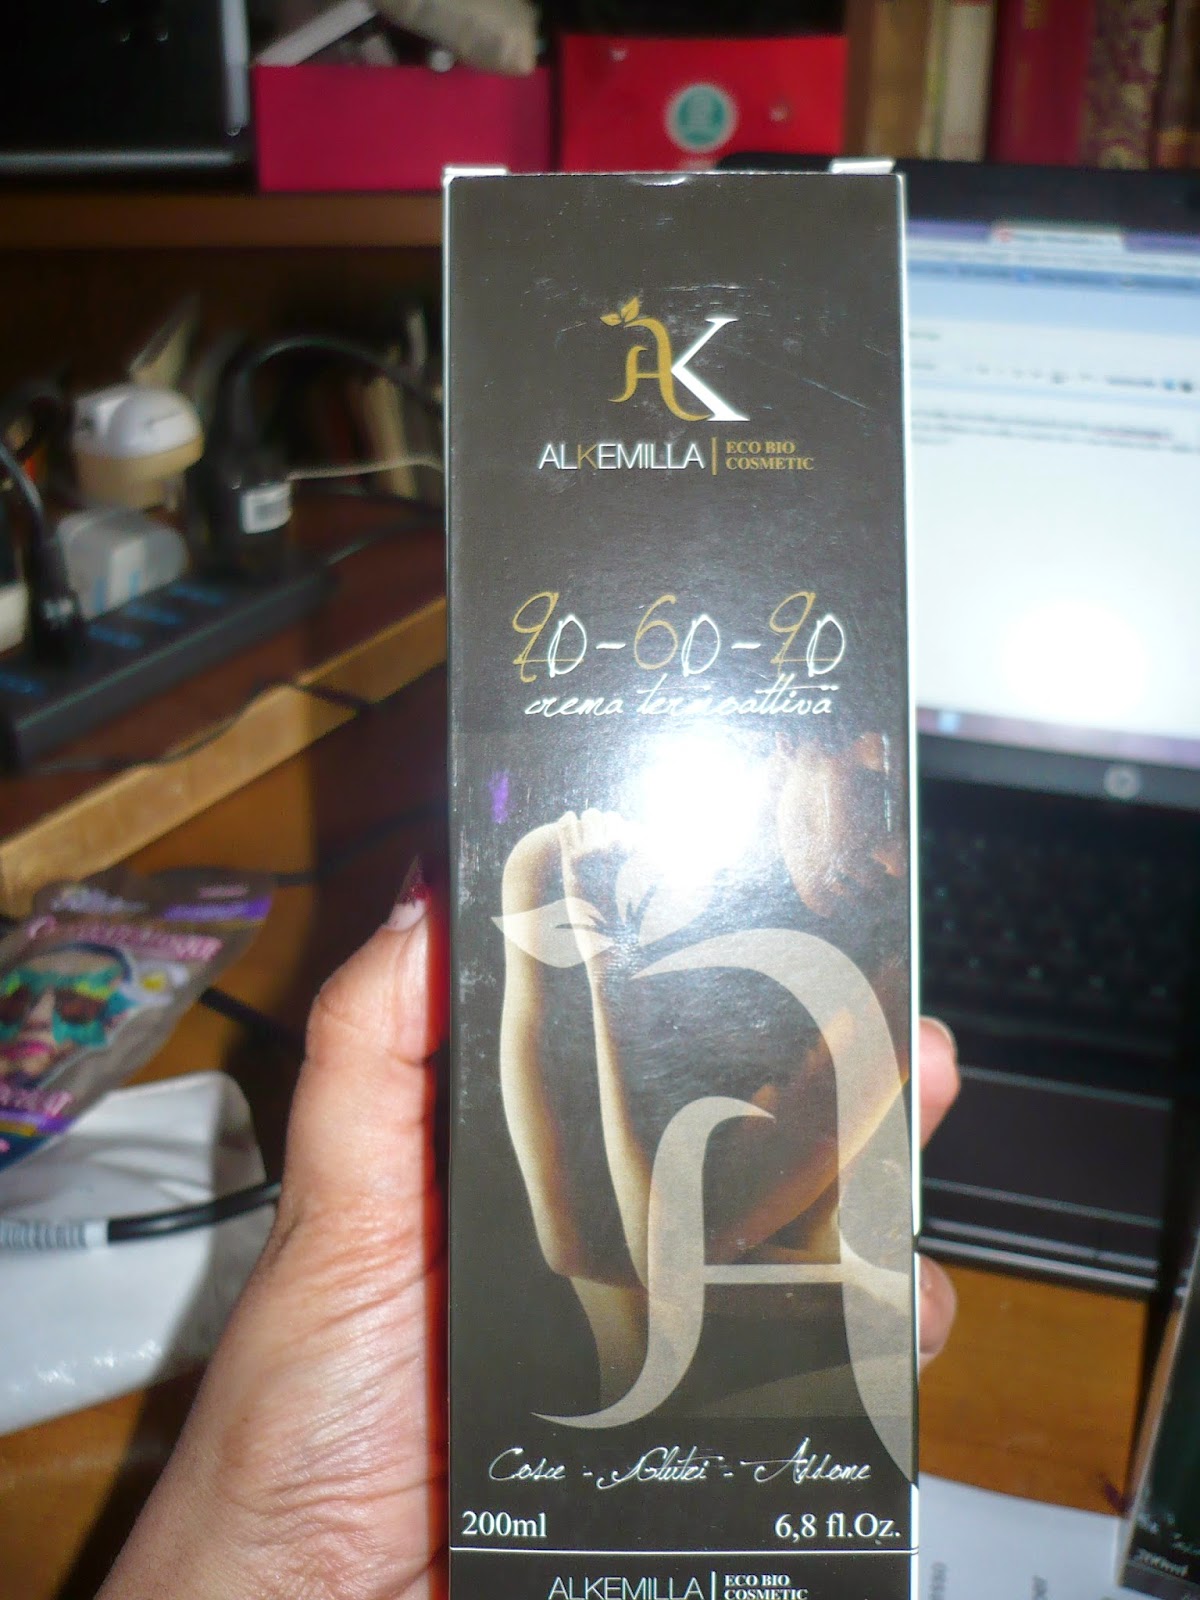 AK
ALKEMILLA | ECO BIO COSMETIC
90-60-90
crema termoattiva
Cosce - Glutei - Addome
200ml 6,8 fl.Oz.
ALKEMILLA | ECO BIO COSMETIC
200ml